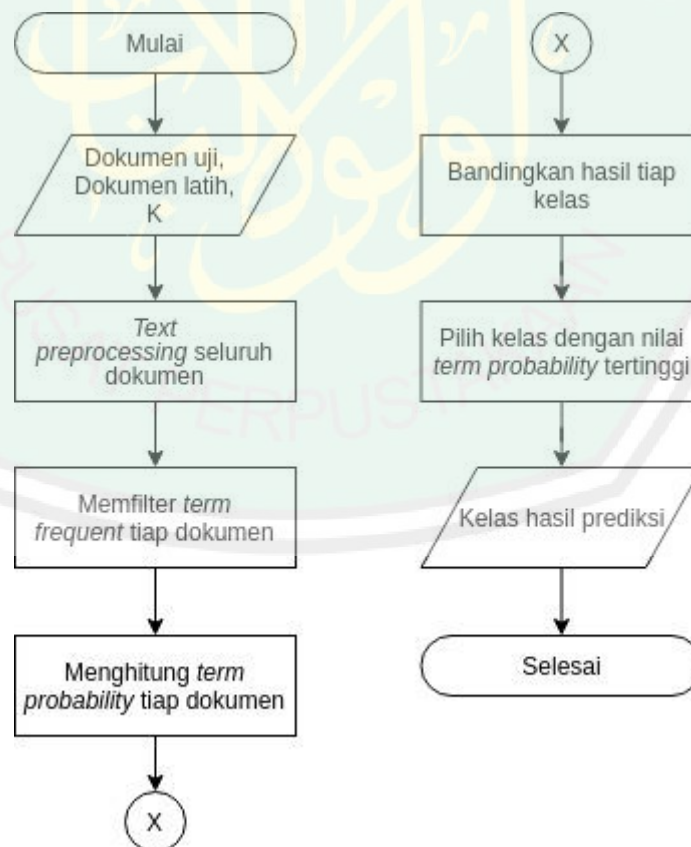 Mulai
Dokumen uji,
Dokumen latih,
K
Text
preprocessing seluruh
dokumen
Memfilter term
frequent tiap dokumen
Menghitung term
probability tiap dokumen
X
X
Bandingkan hasil tiap
kelas
Pilih kelas dengan nilai
term probability tertinggi
Kelas hasil prediksi
Selesai